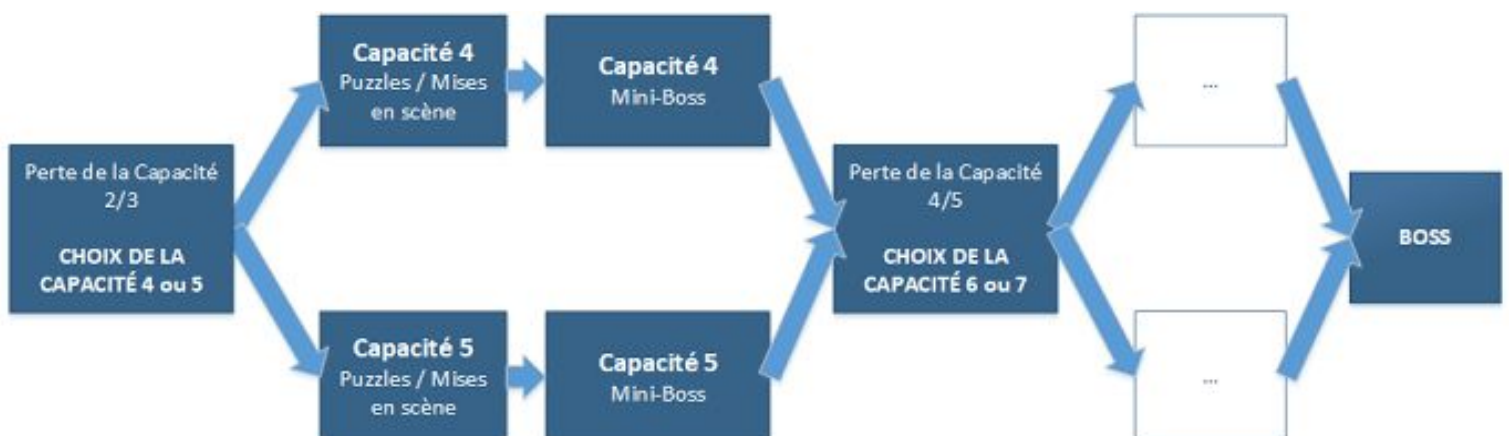 Perte de la Capacité
2/3
CHOIX DE LA
CAPACITÉ 4 ou 5
Capacité 4
Puzzles / Mises
en scène
Capacité 4
Mini-Boss
Capacité 5
Puzzles / Mises
en scène
Capacité 5
Mini-Boss
Perte de la Capacité
4/5
CHOIX DE LA
CAPACITÉ 6 ou 7
...
...
BOSS